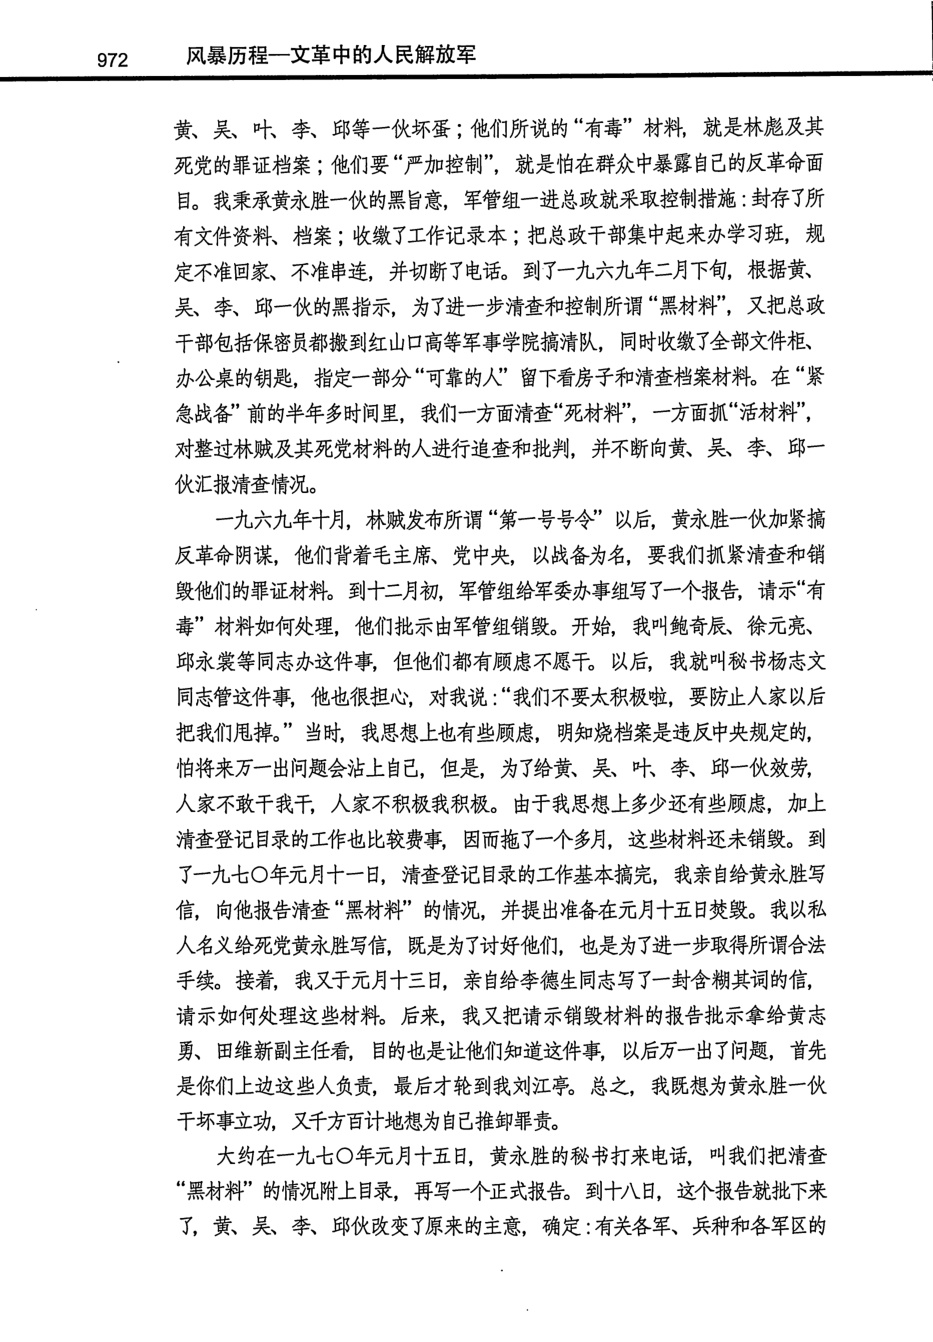 972 风暴历程—文革中的人民解放军
黄、吴、叶、李、邱等一伙坏蛋；他们所说的“有毒”材料，就是林彪及其
死党的罪证档案；他们要“严加控制”，就是怕在群众中暴露自己的反革命面
目。我秉承黄永胜一伙的黑旨意，军管组一进总政就采取控制措施：封存了所
有文件资料、档案；收缴了工作记录本；把总政干部集中起来办学习班，规
定不准回家、不准串连，并切断了电话。到了一九六九年二月下旬，根据黄、
吴、李、邱一伙的黑指示，为了进一步清查和控制所谓“黑材料”，又把总政
干部包括保密员都搬到红山口高等军事学院搞清队，同时收缴了全部文件柜、
办公桌的钥匙，指定一部分“可靠的人”留下看房子和清查档案材料。在“紧
急战备”前的半年多时间里，我们一方面清查“死材料”，一方面抓“活材料”，
对整过林贼及其死党材料的人进行追查和批判，并不断向黄、吴、李、邱一
伙汇报清查情况。
一九六九年十月，林贼发布所谓“第一号号令”以后，黄永胜一伙加紧搞
反革命阴谋，他们背着毛主席、党中央，以战备为名，要我们抓紧清查和销
毁他们的罪证材料。到十二月初，军管组给军委办事组写了一个报告，请示“有
毒”材料如何处理，他们批示由军管组销毁。开始，我叫鲍奇辰、徐元亮、
邱永裳等同志办这件事，但他们都有顾虑不愿干。以后，我就叫秘书杨志文
同志管这件事，他也很担心，对我说：“我们不要太积极啦，要防止人家以后
把我们甩掉。”当时，我思想上也有些顾虑，明知烧档案是违反中央规定的，
怕将来万一出问题会沾上自己，但是，为了给黄、吴、叶、李、邱一伙效劳，
人家不敢干我干，人家不积极我积极。由于我思想上多少还有些顾虑，加上
清查登记目录的工作也比较费事，因而拖了一个多月，这些材料还未销毁。到
了一九七〇年元月十一日，清查登记目录的工作基本搞完，我亲自给黄永胜写
信，向他报告清查“黑材料”的情况，并提出准备在元月十五日焚毁。我以私
人名义给死党黄永胜写信，既是为了讨好他们，也是为了进一步取得所谓合法
手续。接着，我又于元月十三日，亲自给李德生同志写了一封含糊其词的信，
请示如何处理这些材料。后来，我又把请示销毁材料的报告批示拿给黄志
勇、田维新副主任看，目的也是让他们知道这件事，以后万一出了问题，首先
是你们上边这些人负责，最后才轮到我刘江亭。总之，我既想为黄永胜一伙
干坏事立功，又千方百计地想为自己推卸罪责。
大约在一九七〇年元月十五日，黄永胜的秘书打来电话，叫我们把清查
“黑材料”的情况附上目录，再写一个正式报告。到十八日，这个报告就批下来
了，黄、吴、李、邱伙改变了原来的主意，确定：有关各军、兵种和各军区的